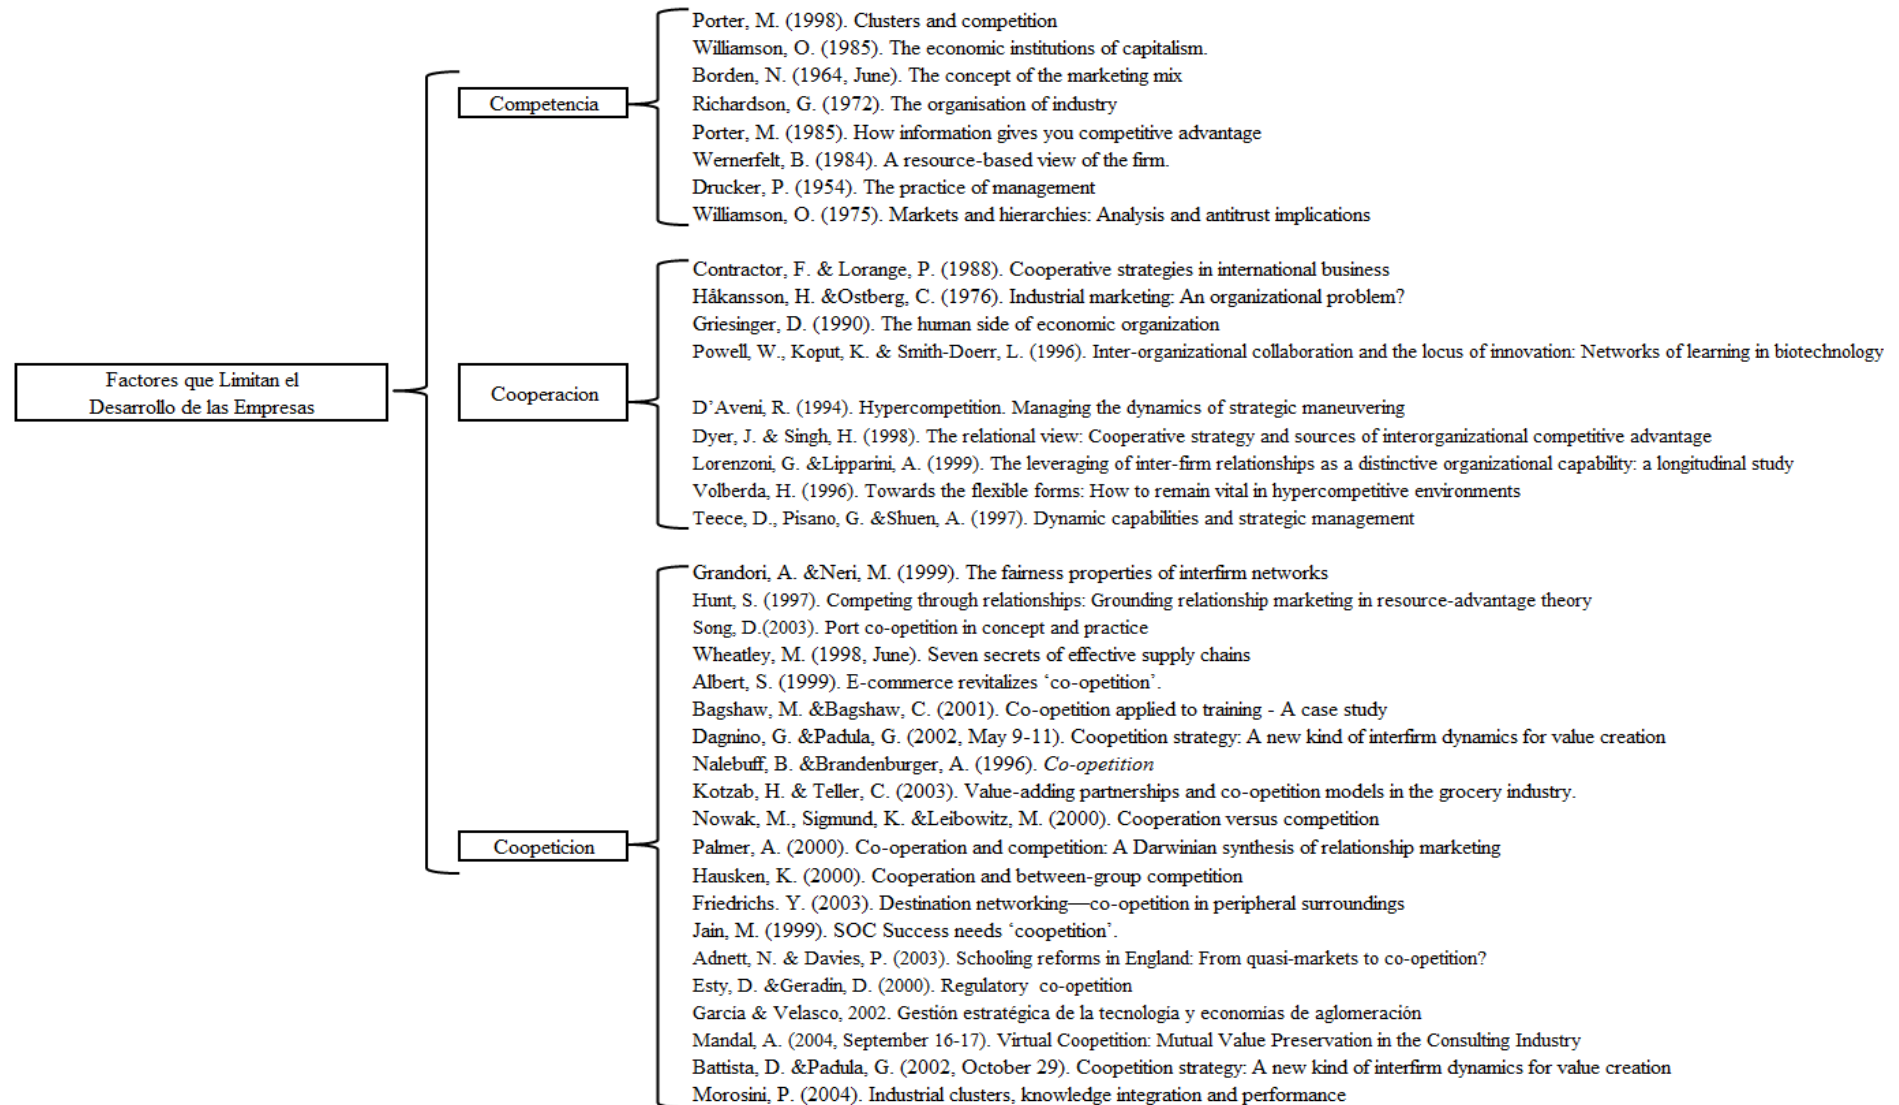 Factores que Limitan el
Desarrollo de las Empresas
Competencia
Porter, M. (1998). Clusters and competition
Williamson, O. (1985). The economic institutions of capitalism.
Borden, N. (1964, June). The concept of the marketing mix
Richardson, G. (1972). The organisation of industry
Porter, M. (1985). How information gives you competitive advantage
Wernerfelt, B. (1984). A resource-based view of the firm.
Drucker, P. (1954). The practice of management
Williamson, O. (1975). Markets and hierarchies: Analysis and antitrust implications
Cooperacion
Contractor, F. & Lorange, P. (1988). Cooperative strategies in international business
Håkansson, H. &Ostberg, C. (1976). Industrial marketing: An organizational problem?
Griesinger, D. (1990). The human side of economic organization
Powell, W., Koput, K. & Smith-Doerr, L. (1996). Inter-organizational collaboration and the locus of innovation: Networks of learning in biotechnology
D’Aveni, R. (1994). Hypercompetition. Managing the dynamics of strategic maneuvering
Dyer, J. & Singh, H. (1998). The relational view: Cooperative strategy and sources of interorganizational competitive advantage
Lorenzoni, G. &Lipparini, A. (1999). The leveraging of inter-firm relationships as a distinctive organizational capability: a longitudinal study
Volberda, H. (1996). Towards the flexible forms: How to remain vital in hypercompetitive environments
Teece, D., Pisano, G. &Shuen, A. (1997). Dynamic capabilities and strategic management
Coopeticion
Grandori, A. &Neri, M. (1999). The fairness properties of interfirm networks
Hunt, S. (1997). Competing through relationships: Grounding relationship marketing in resource-advantage theory
Song, D.(2003). Port co-opetition in concept and practice
Wheatley, M. (1998, June). Seven secrets of effective supply chains
Albert, S. (1999). E-commerce revitalizes ‘co-opetition’.
Bagshaw, M. &Bagshaw, C. (2001). Co-opetition applied to training - A case study
Dagnino, G. &Padula, G. (2002, May 9-11). Coopetition strategy: A new kind of interfirm dynamics for value creation
Nalebuff, B. &Brandenburger, A. (1996). Co-opetition
Kotzab, H. & Teller, C. (2003). Value-adding partnerships and co-opetition models in the grocery industry.
Nowak, M., Sigmund, K. &Leibowitz, M. (2000). Cooperation versus competition
Palmer, A. (2000). Co-operation and competition: A Darwinian synthesis of relationship marketing
Hausken, K. (2000). Cooperation and between-group competition
Friedrichs. Y. (2003). Destination networking—co-opetition in peripheral surroundings
Jain, M. (1999). SOC Success needs ‘coopetition’.
Adnett, N. & Davies, P. (2003). Schooling reforms in England: From quasi-markets to co-opetition?
Esty, D. &Geradin, D. (2000). Regulatory  co-opetition
García & Velasco, 2002. Gestión estratégica de la tecnología y economías de aglomeración
Mandal, A. (2004, September 16-17). Virtual Coopetition: Mutual Value Preservation in the Consulting Industry
Battista, D. &Padula, G. (2002, October 29). Coopetition strategy: A new kind of interfirm dynamics for value creation
Morosini, P. (2004). Industrial clusters, knowledge integration and performance